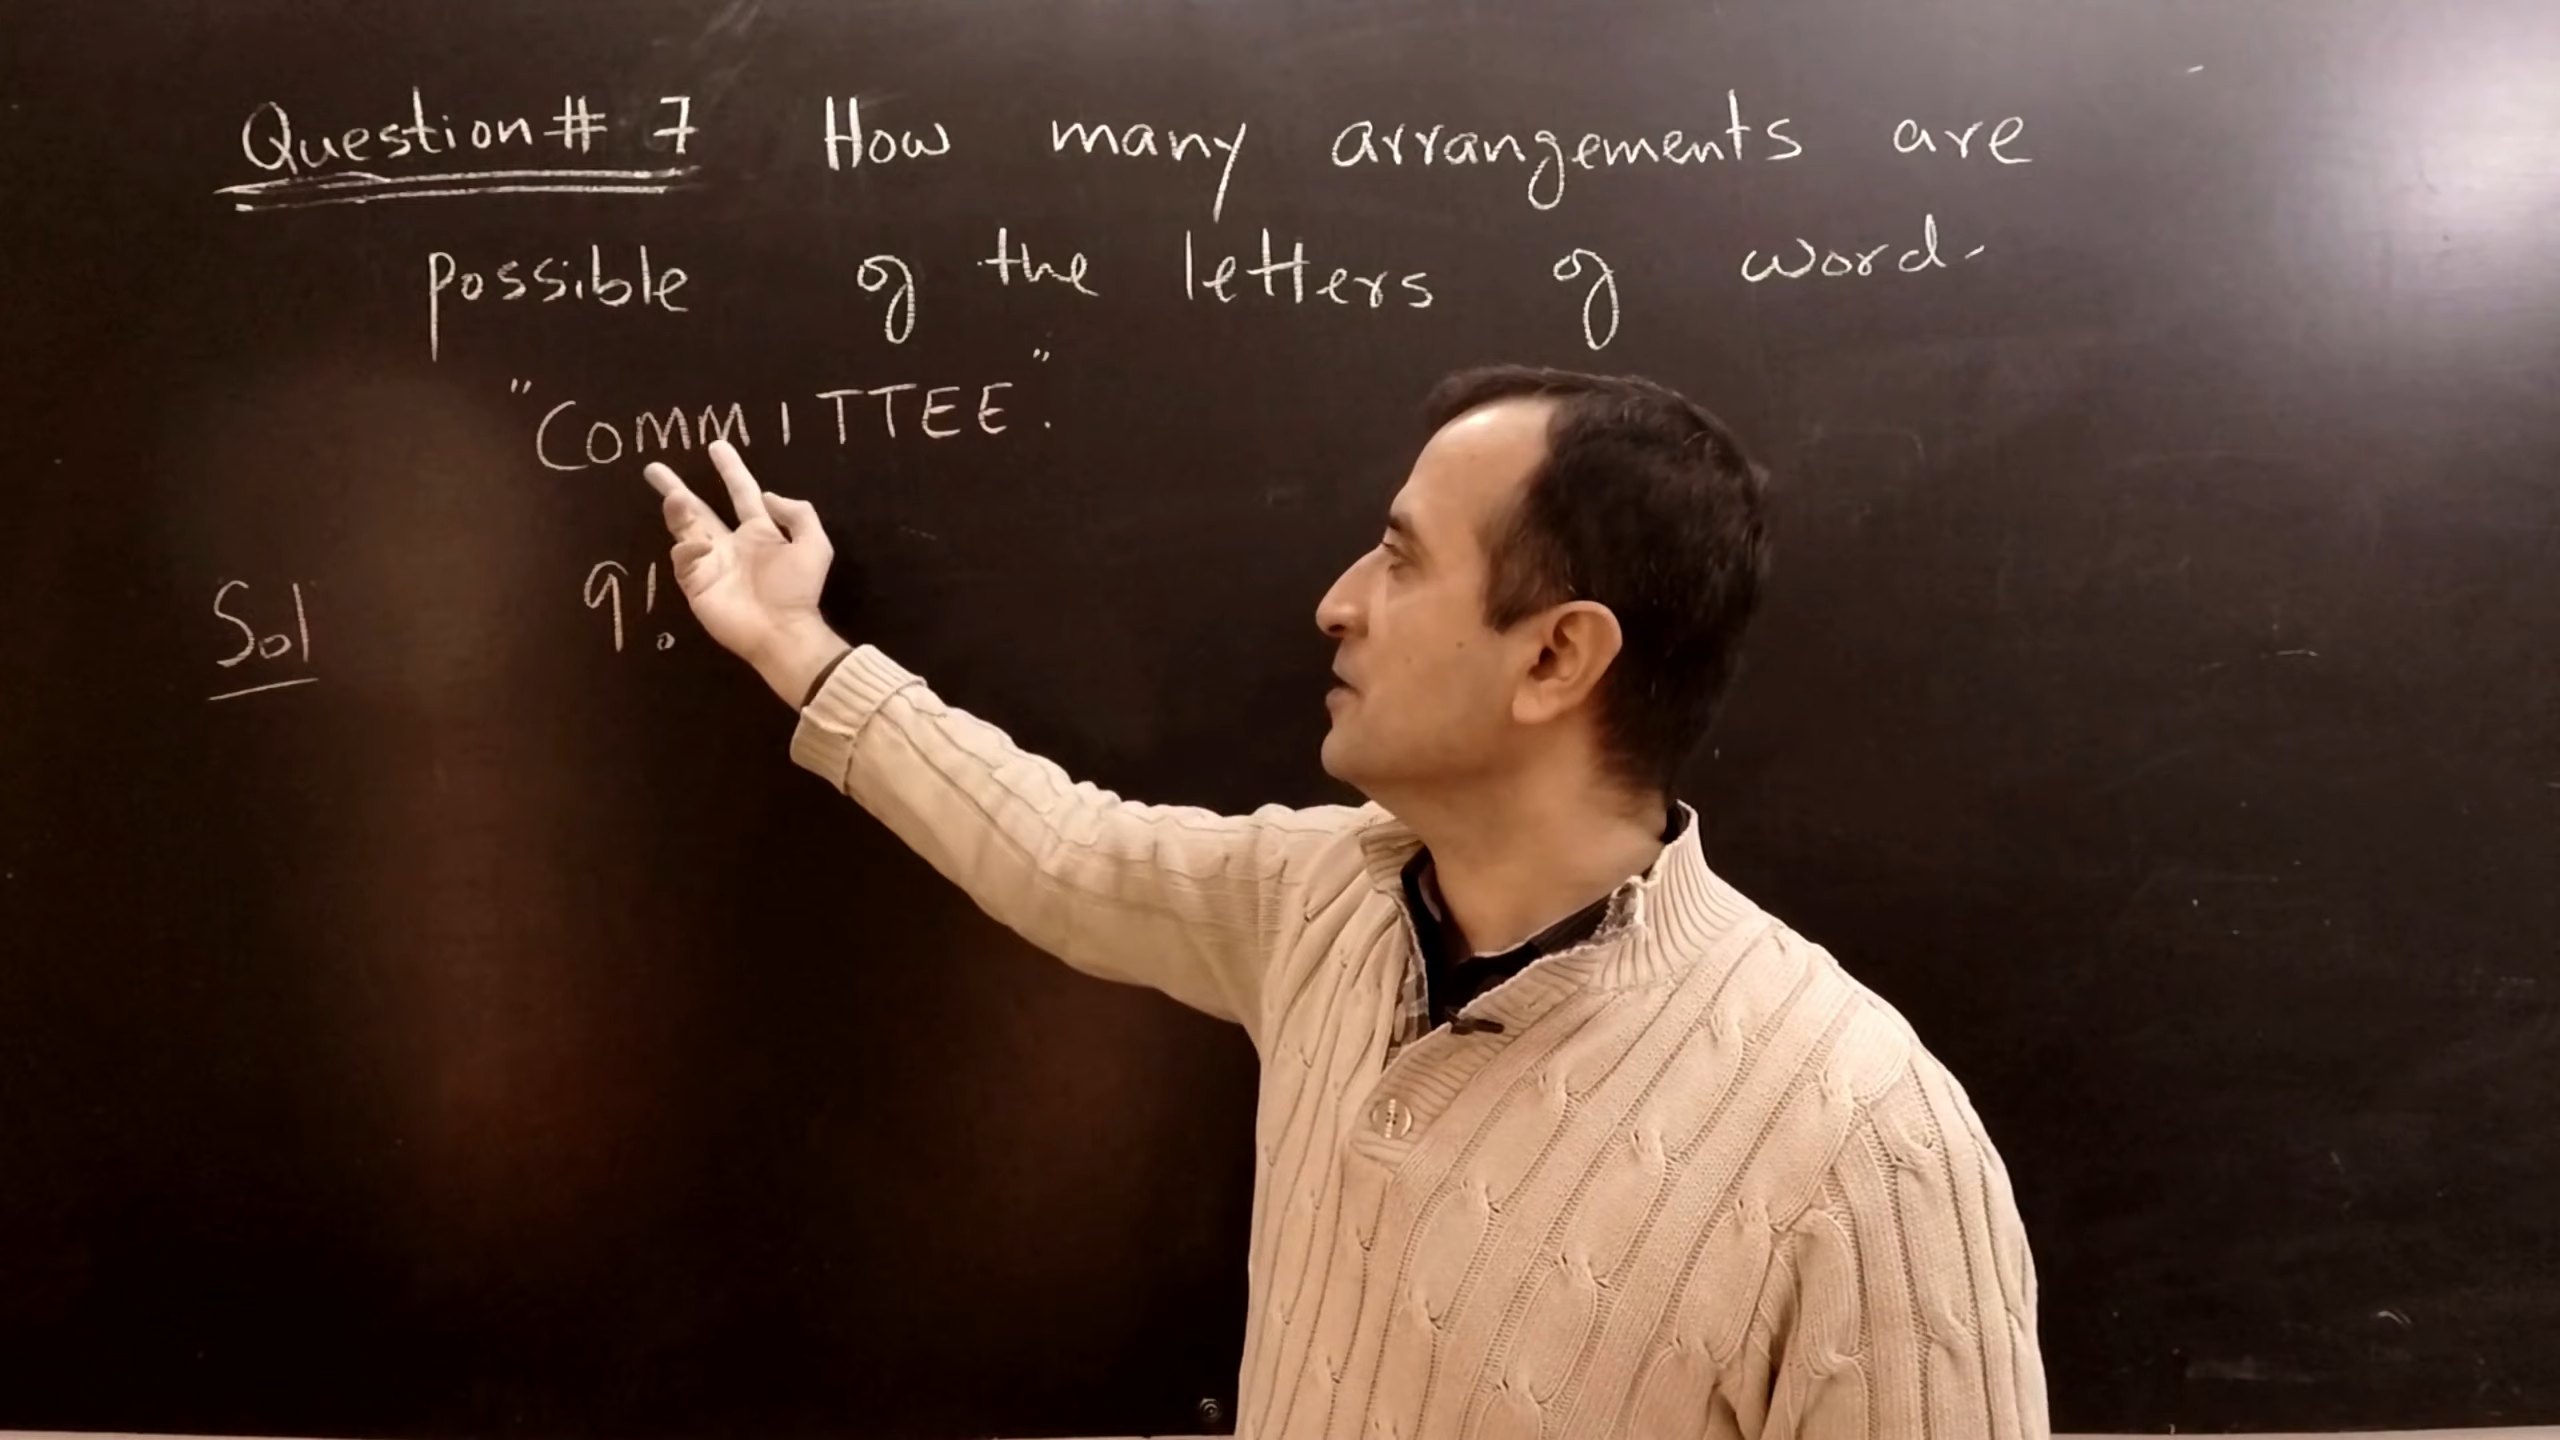 Question # 7 How many arrangements are
possible of the letters of word.
"COMMITTEE".
Sol 9!